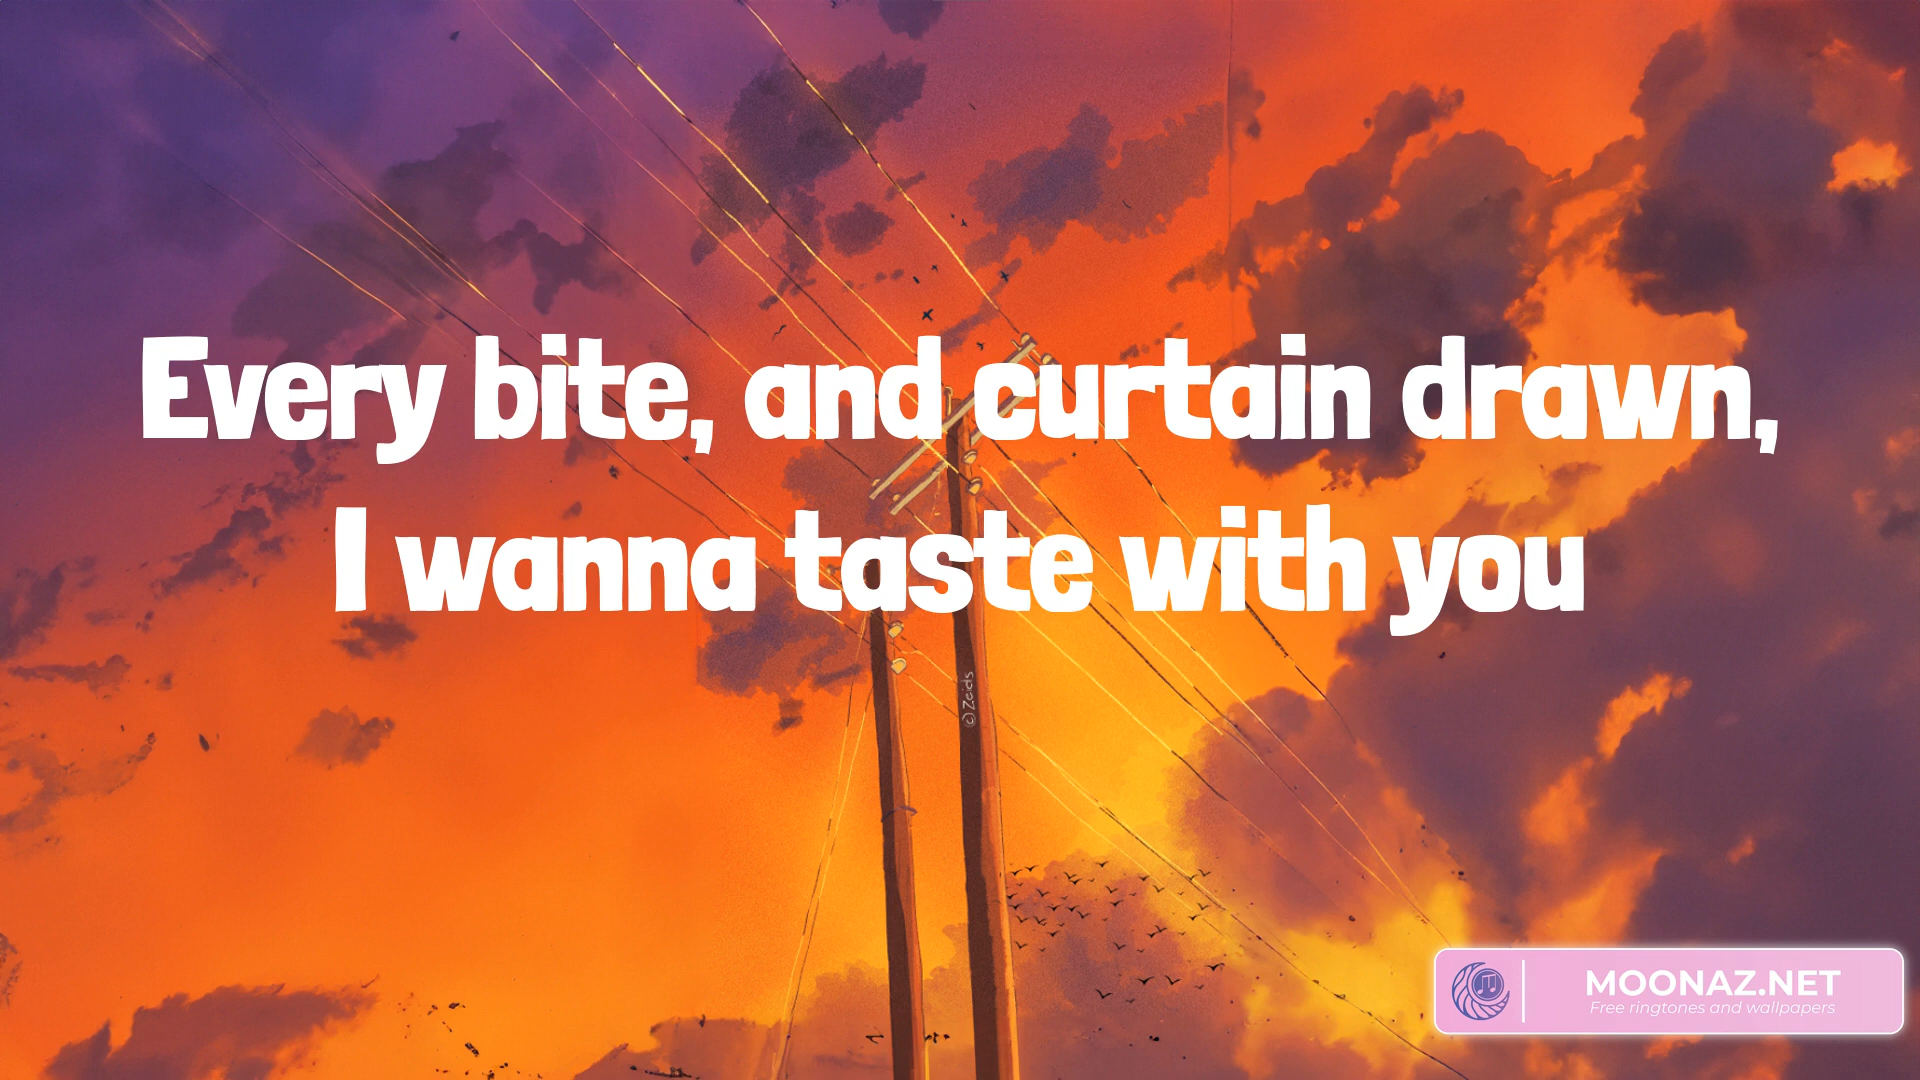 Every bite, and curtain drawn,
I wanna taste with you
(c) Zeids
MOONAZ.NET
Free ringtones and wallpapers